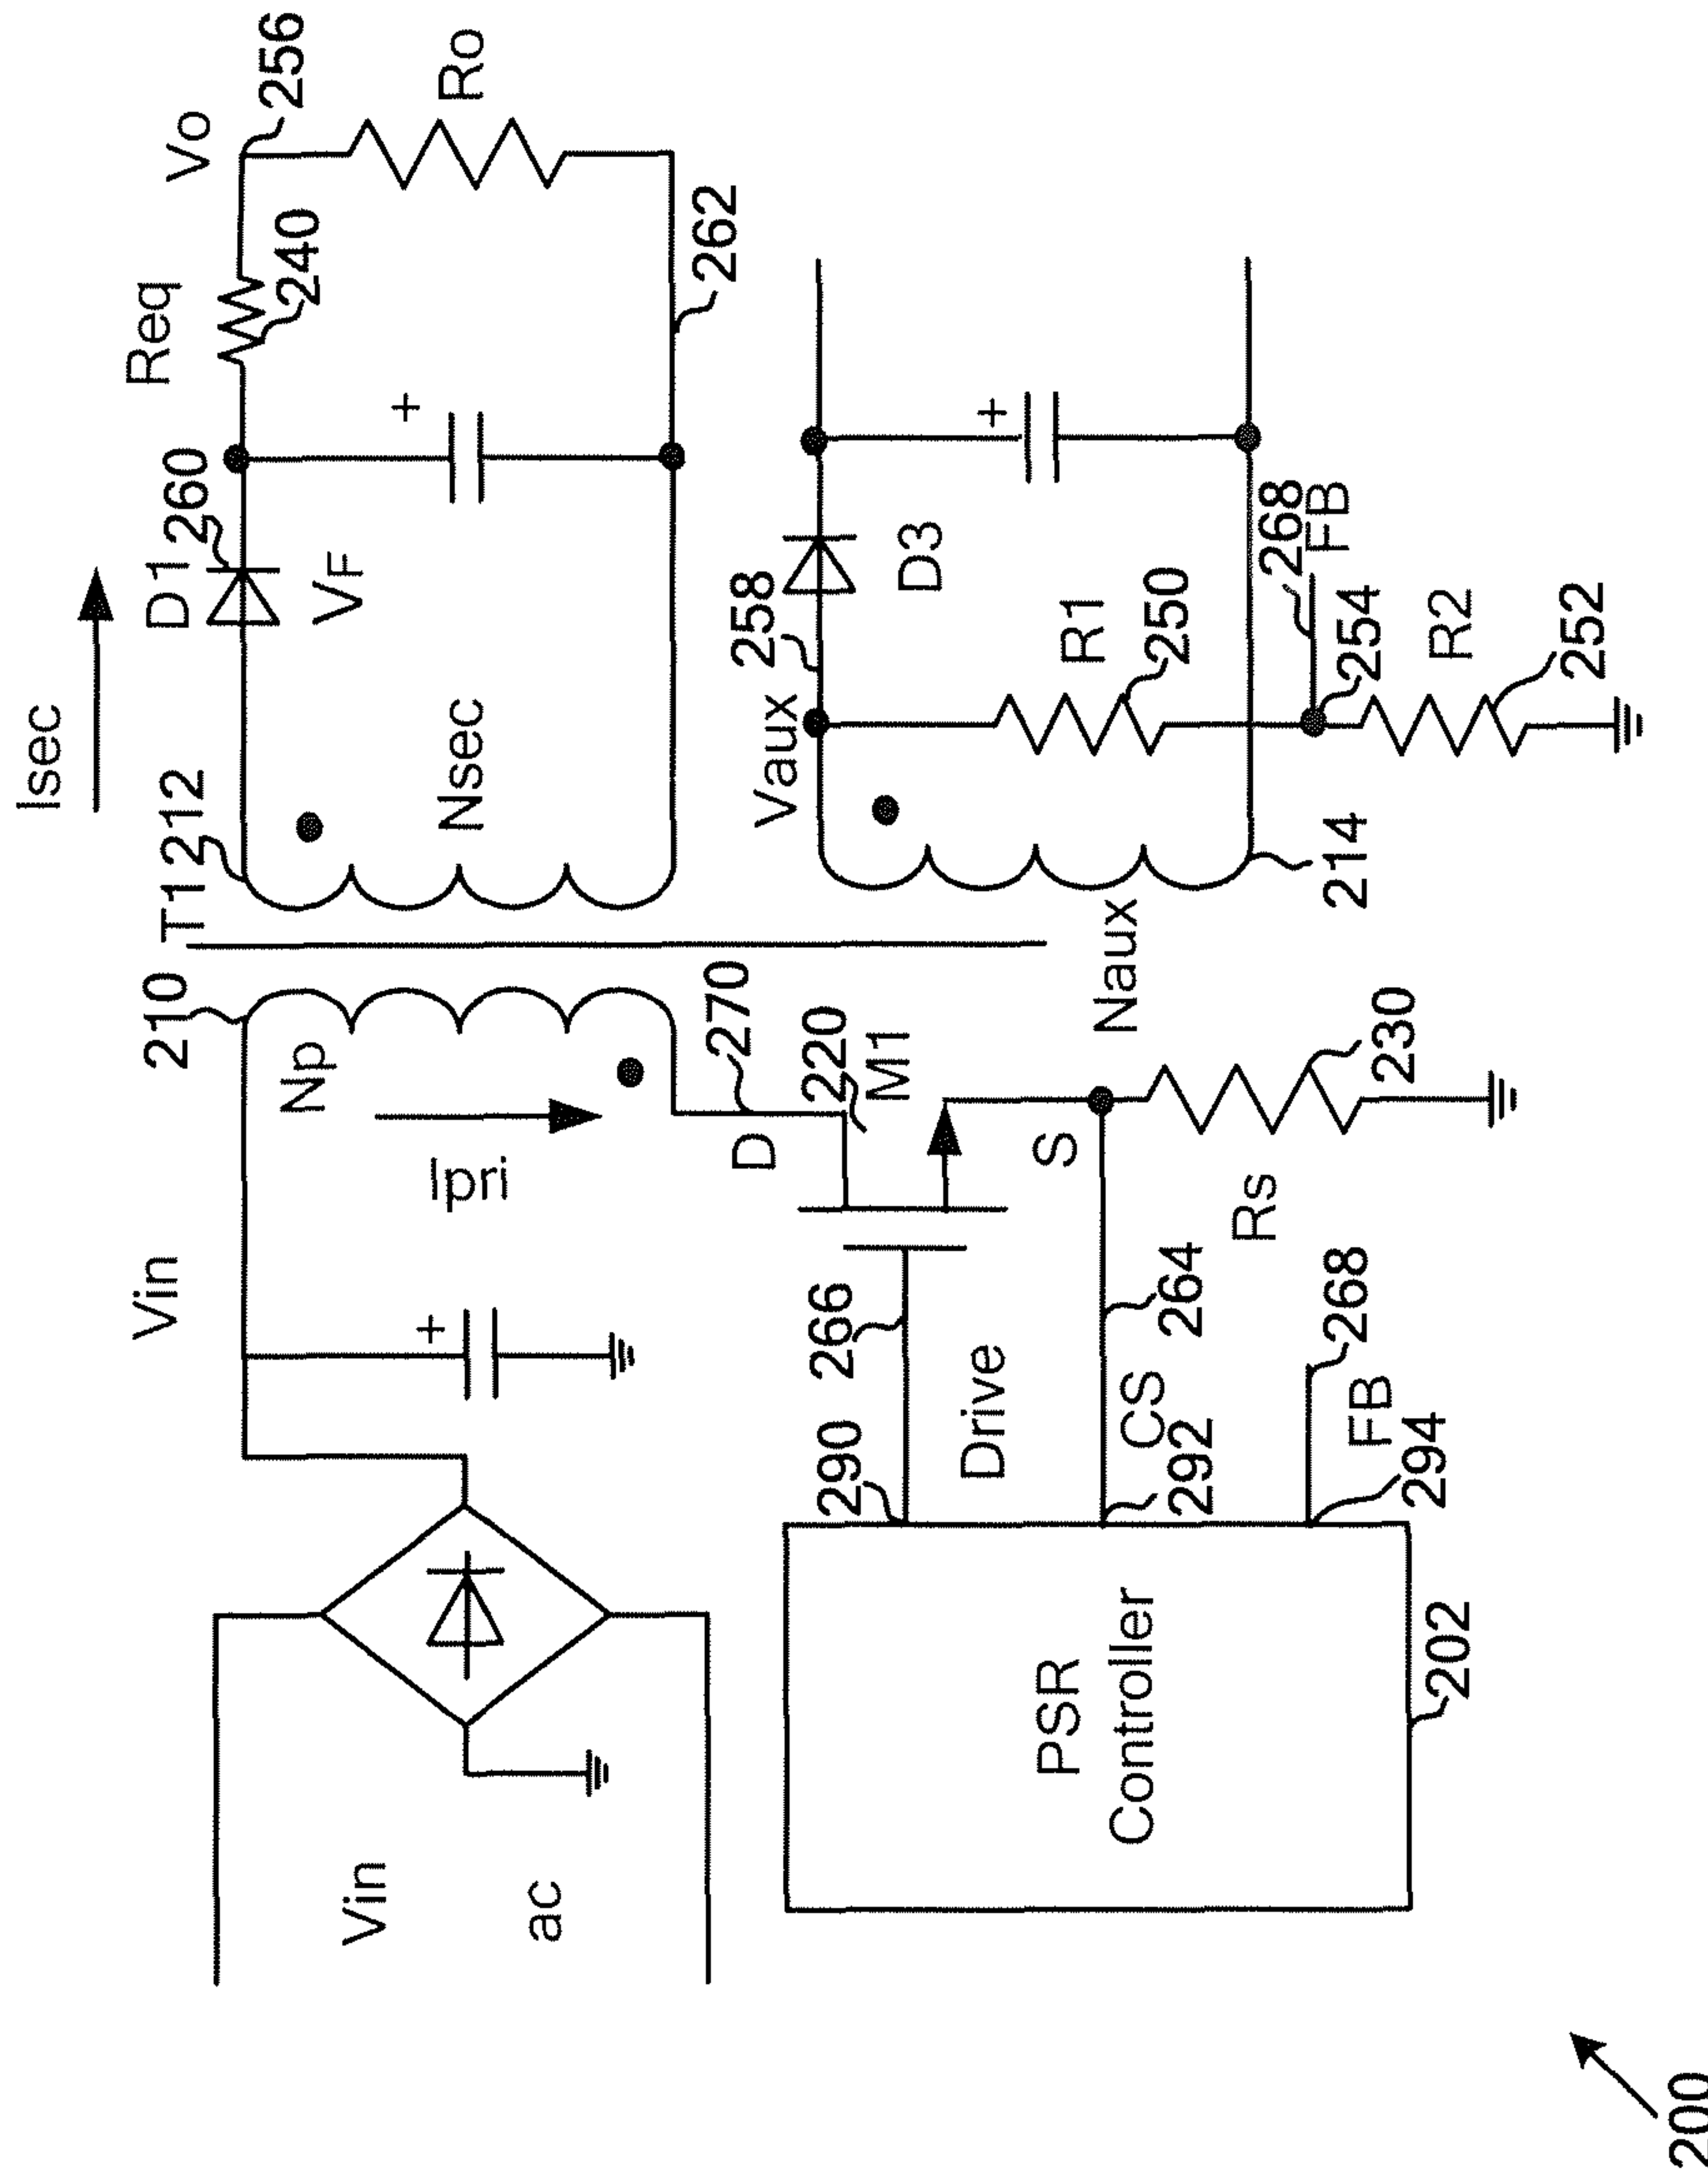 Isec
T1
212
D1
260
VF
Req
240
Vo
256
Ro
262
Nsec
210
Np
Ipri
Vin
Vin
ac
D
270
220
M1
S
266
290
Drive
264
CS
292
Rs
230
268
FB
294
PSR
Controller
202
Naux
214
Vaux
258
D3
R1
250
268
FB
254
R2
252
200